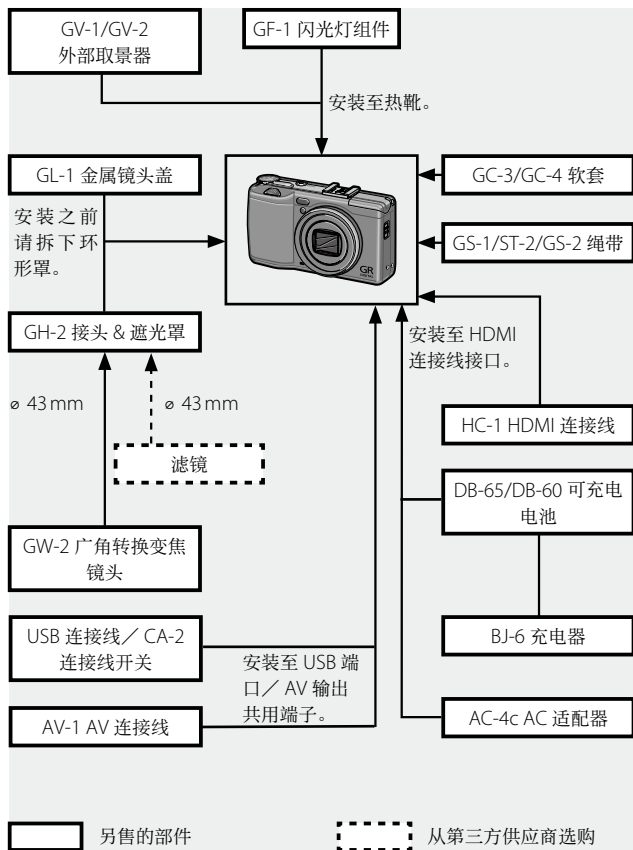 GV-1/GV-2
外部取景器
GF-1 闪光灯组件
安装至热靴。
GL-1 金属镜头盖
安装之前
请拆下环
形罩。
GC-3/GC-4 软套
GS-1/ST-2/GS-2 绳带
GR
DIGITAL
GH-2 接头 & 遮光罩
安装至 HDMI
连接线接口。
ø 43 mm
ø 43 mm
HC-1 HDMI 连接线
滤镜
DB-65/DB-60 可充电
电池
GW-2 广角转换变焦
镜头
USB 连接线／ CA-2
连接线开关
BJ-6 充电器
安装至 USB 端
口／ AV 输出
共用端子。
AV-1 AV 连接线
AC-4c AC 适配器
另售的部件
从第三方供应商选购